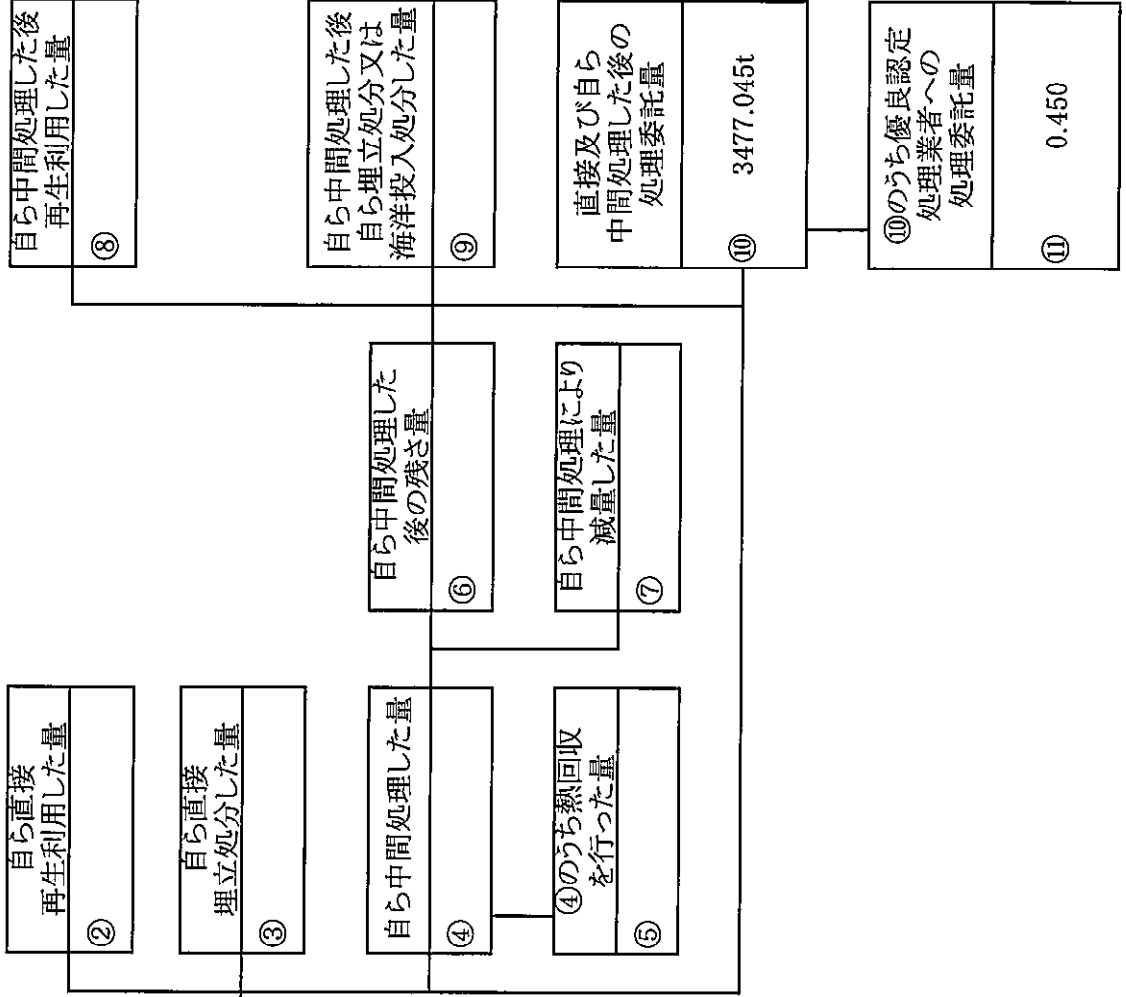 自ら直接
再生利用した量
②
自ら直接
埋立処分した量
③
自ら中間処理した量
④
④のうち熱回収
を行った量
⑤
自ら中間処理した
後の残さ量
⑥
自ら中間処理により
減量した量
⑦
自ら中間処理した後
再生利用した量
⑧
自ら中間処理した後
自ら埋立処分又は
海洋投入処分した量
⑨
直接及び自ら
中間処理した後の
処理委託量
⑩ 3477.045t
⑩のうち優良認定
処理業者への
処理委託量
⑪ 0.450